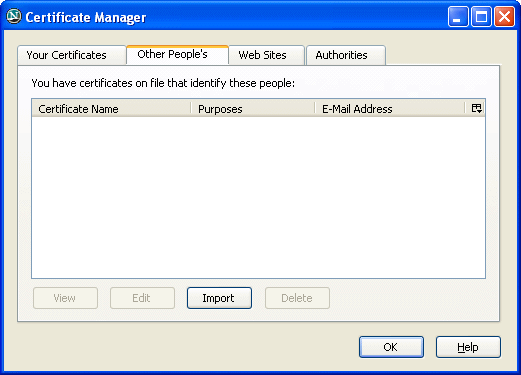 Certificate Manager
Your Certificates Other People's Web Sites Authorities
You have certificates on file that identify these people:
Certificate Name Purposes E-Mail Address
View Edit Import Delete
OK Help